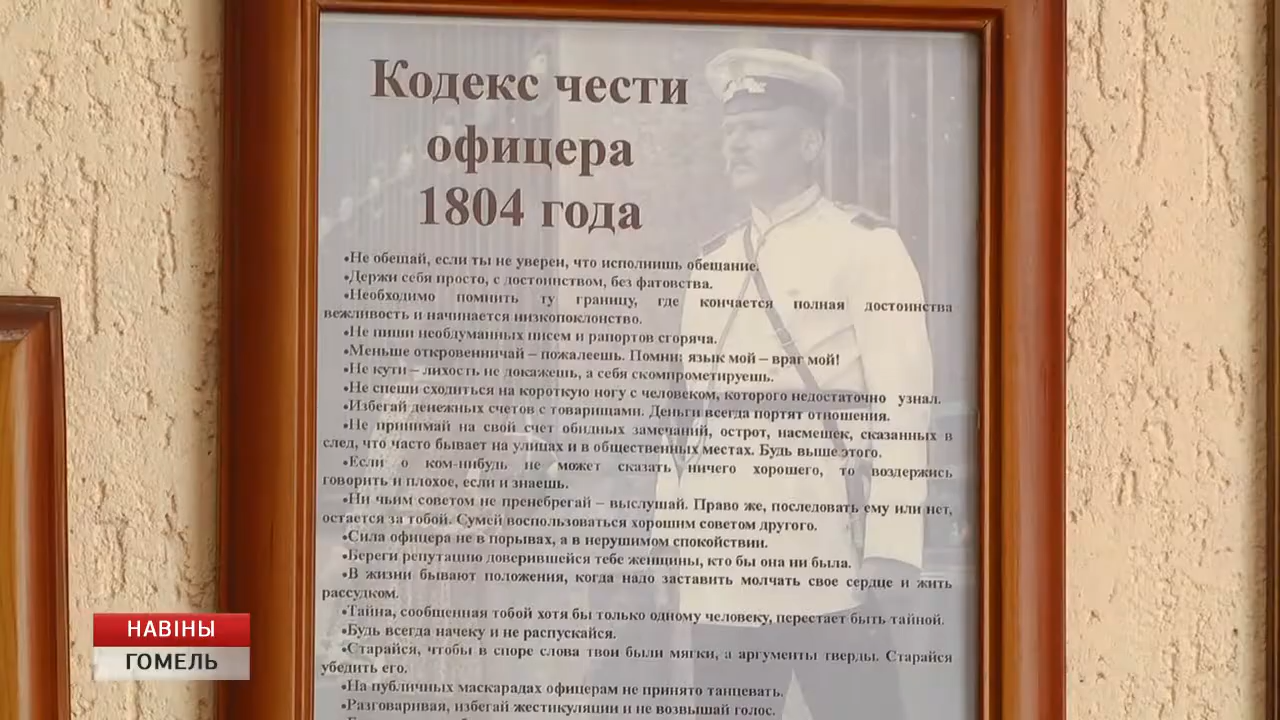 Кодекс чести
офицера
1804 года
•Не обещай, если ты не уверен, что исполнишь обещание.
•Держи себя просто, с достоинством, без фатовства.
•Необходимо помнить ту границу, где кончается полная достоинства
вежливость и начинается низкопоклонство.
•Не пиши необдуманных писем и рапортов сгоряча.
•Меньше откровенничай – пожалеешь. Помни: язык мой – враг мой!
•Не кути – лихость не докажешь, а себя скомпрометируешь.
•Не спеши сходиться на короткую ногу с человеком, которого недостаточно узнал.
•Избегай денежных счетов с товарищами. Деньги всегда портят отношения.
•Не принимай на свой счет обидных замечаний, острот, насмешек, сказанных в
след, что часто бывает на улицах и в общественных местах. Будь выше этого.
•Если о ком-нибудь не может сказать ничего хорошего, то воздержись
говорить и плохое, если и знаешь.
•Ни чьим советом не пренебрегай – выслушай. Право же, последовать ему или нет,
остается за тобой. Сумей воспользоваться хорошим советом другого.
•Сила офицера не в порывах, а в нерушимом спокойствии.
•Береги репутацию доверившейся тебе женщины, кто бы она ни была.
•В жизни бывают положения, когда надо заставить молчать свое сердце и жить
рассудком.
•Тайна, сообщенная тобой хотя бы только одному человеку, перестает быть тайной.
•Будь всегда начеку и не распускайся.
•Старайся, чтобы в споре слова твои были мягки, а аргументы тверды. Старайся
убедить его.
•На публичных маскарадах офицерам не принято танцевать.
•Разговаривая, избегай жестикуляции и не возвышай голос.
НАВІНЫ
ГОМЕЛЬ